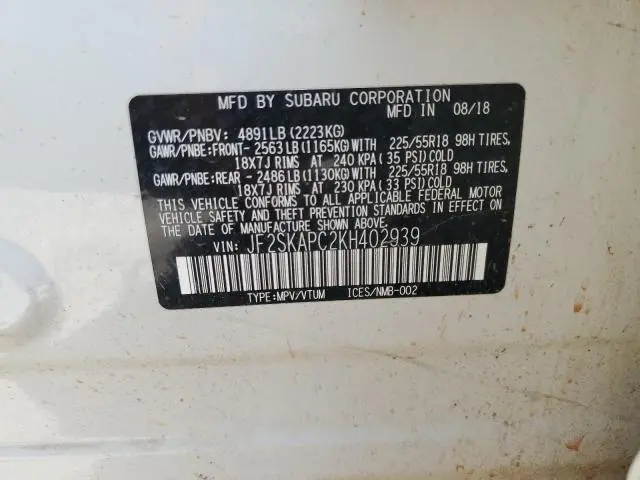 MFD BY SUBARU CORPORATION
MFD IN 08/18
GVWR/PNBV: 4891LB(2223KG)
GAWR/PNBE:FRONT- 2563LB(1165KG)WITH 225/55R18 98H TIRES,
18X7J RIMS AT 240 KPA(35 PSI)COLD
GAWR/PNBE:REAR - 2486LB(1130KG)WITH 225/55R18 98H TIRES,
18X7J RIMS AT 230 KPA(33 PSI)COLD
THIS VEHICLE CONFORMS TO ALL APPLICABLE FEDERAL MOTOR
VEHICLE SAFETY AND BUMPER STANDARDS IN EFFECT ON
THE DATE OF MANUFACTURE SHOWN ABOVE.
VIN: JF2SKAPC2KH402939
TYPE:MPV/VTUM ICES/NMB-002